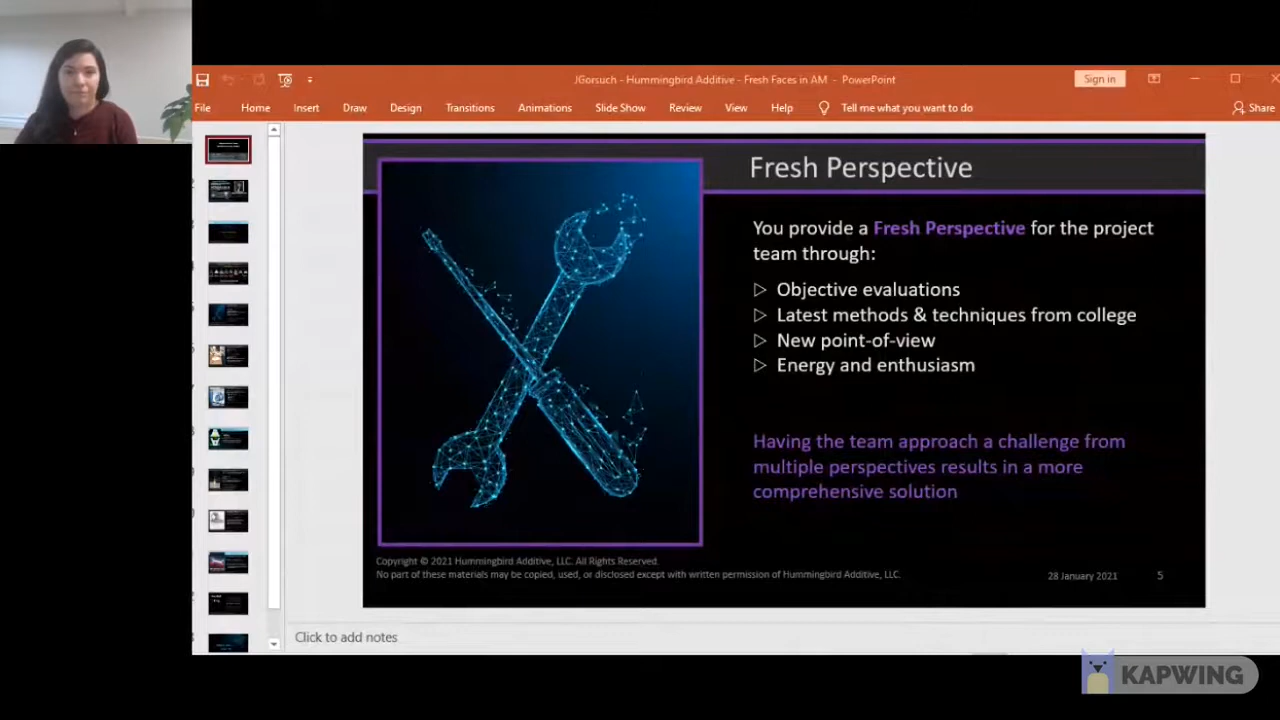 JGorsuch - Hummingbird Additive - Fresh Faces in AM - PowerPoint
Sign in
File Home Insert Draw Design Transitions Animations Slide Show Review View Help Tell me what you want to do Share
Fresh Perspective
You provide a Fresh Perspective for the project
team through:
Objective evaluations
Latest methods & techniques from college
New point-of-view
Energy and enthusiasm
Having the team approach a challenge from
multiple perspectives results in a more
comprehensive solution
Copyright © 2021 Hummingbird Additive, LLC. All Rights Reserved.
No part of these materials may be copied, used, or disclosed except with written permission of Hummingbird Additive, LLC.
28 January 2021 5
Click to add notes
KAPWING